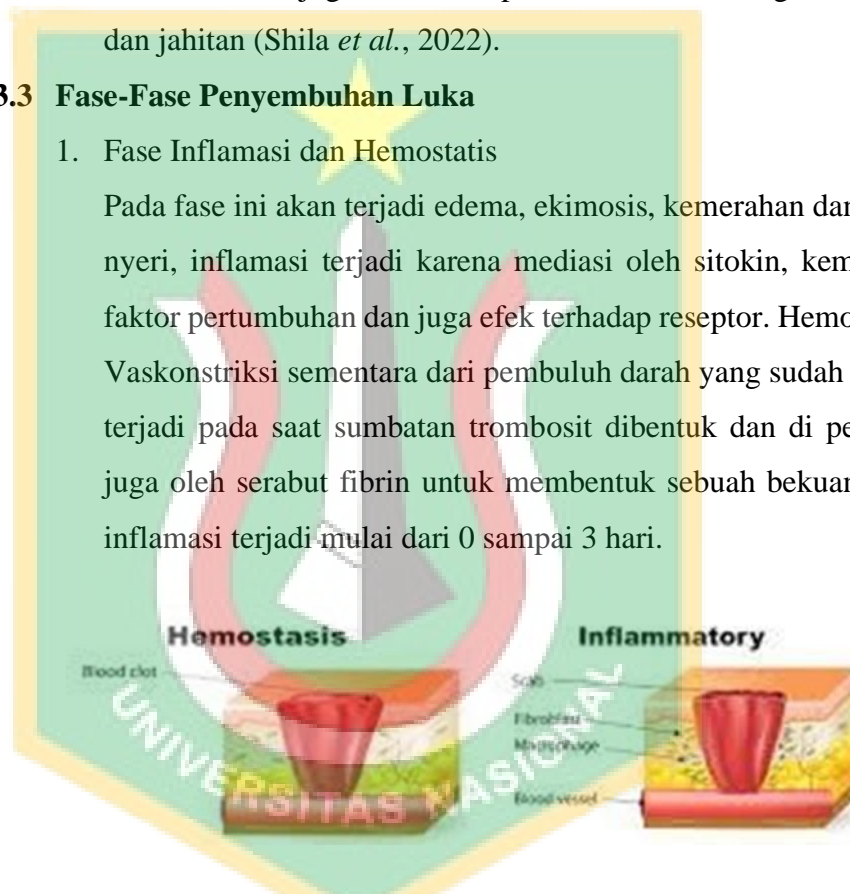 dan jahitan (Shila et al., 2022).
3.3 Fase-Fase Penyembuhan Luka
1. Fase Inflamasi dan Hemostatis
Pada fase ini akan terjadi edema, ekimosis, kemerahan dan
nyeri, inflamasi terjadi karena mediasi oleh sitokin, kem
faktor pertumbuhan dan juga efek terhadap reseptor. Hemo
Vaskonstriksi sementara dari pembuluh darah yang sudah
terjadi pada saat sumbatan trombosit dibentuk dan di pe
juga oleh serabut fibrin untuk membentuk sebuah bekuan
inflamasi terjadi mulai dari 0 sampai 3 hari.
Hemostasis
Inflammatory
Blood clot
Scab
Fibroblast
Macrophage
Blood vessel
UNIVERSITAS NASIONAL